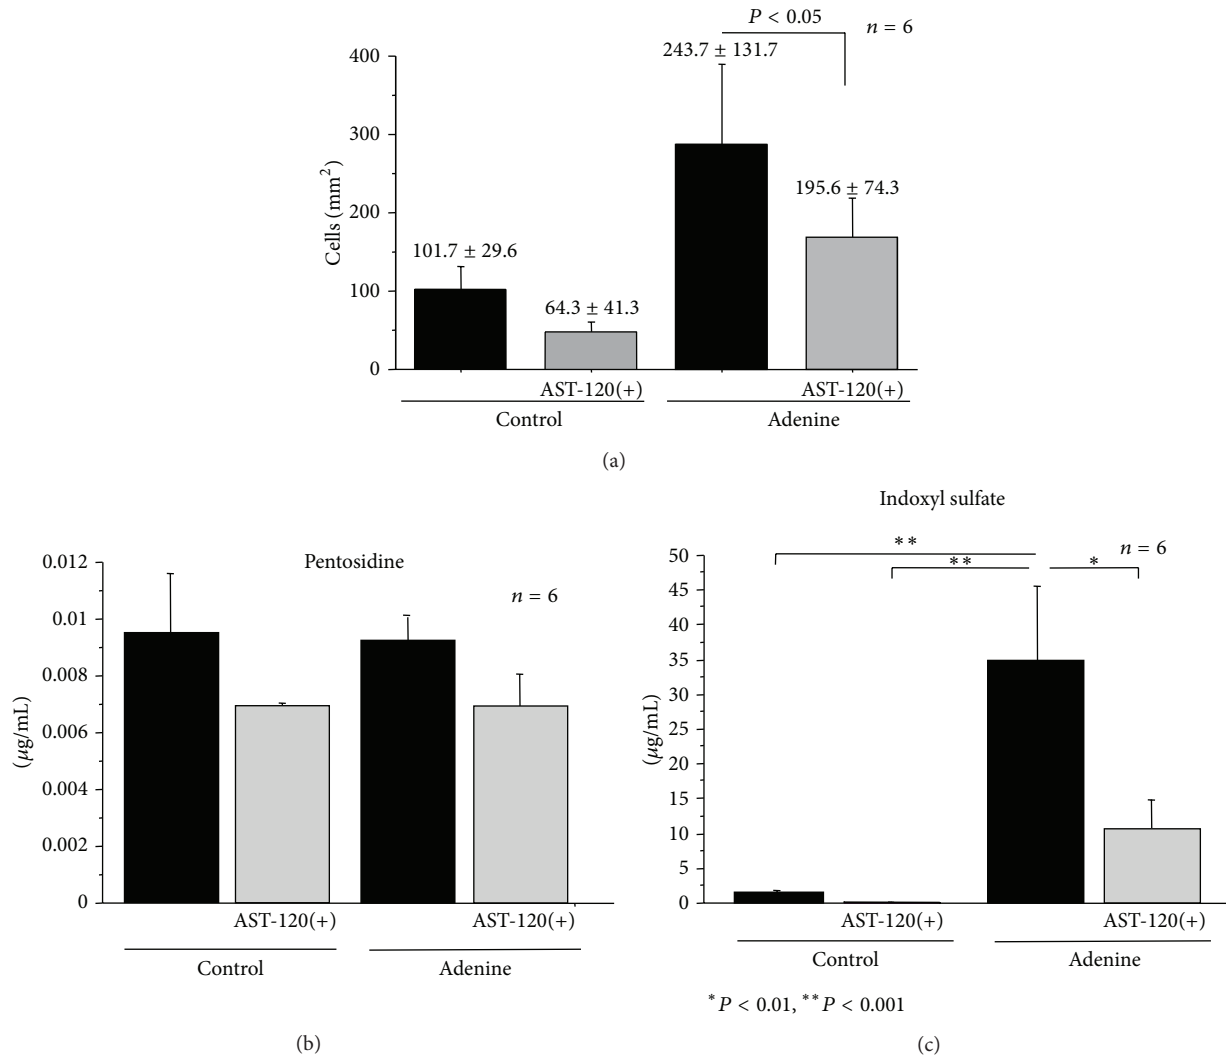 P < 0.05
n = 6
243.7 ± 131.7
400
300
195.6 ± 74.3
200
101.7 ± 29.6
100
64.3 ± 41.3
0
Cells (mm²)
AST-120(+)
AST-120(+)
Control
Adenine
(a)
Pentosidine
n = 6
0.012
0.01
0.008
0.006
0.004
0.002
0
(μg/mL)
AST-120(+)
AST-120(+)
Control
Adenine
(b)
Indoxyl sulfate
n = 6
**
**
*
50
45
40
35
30
25
20
15
10
5
0
(μg/mL)
AST-120(+)
AST-120(+)
Control
Adenine
*P < 0.01, **P < 0.001
(c)